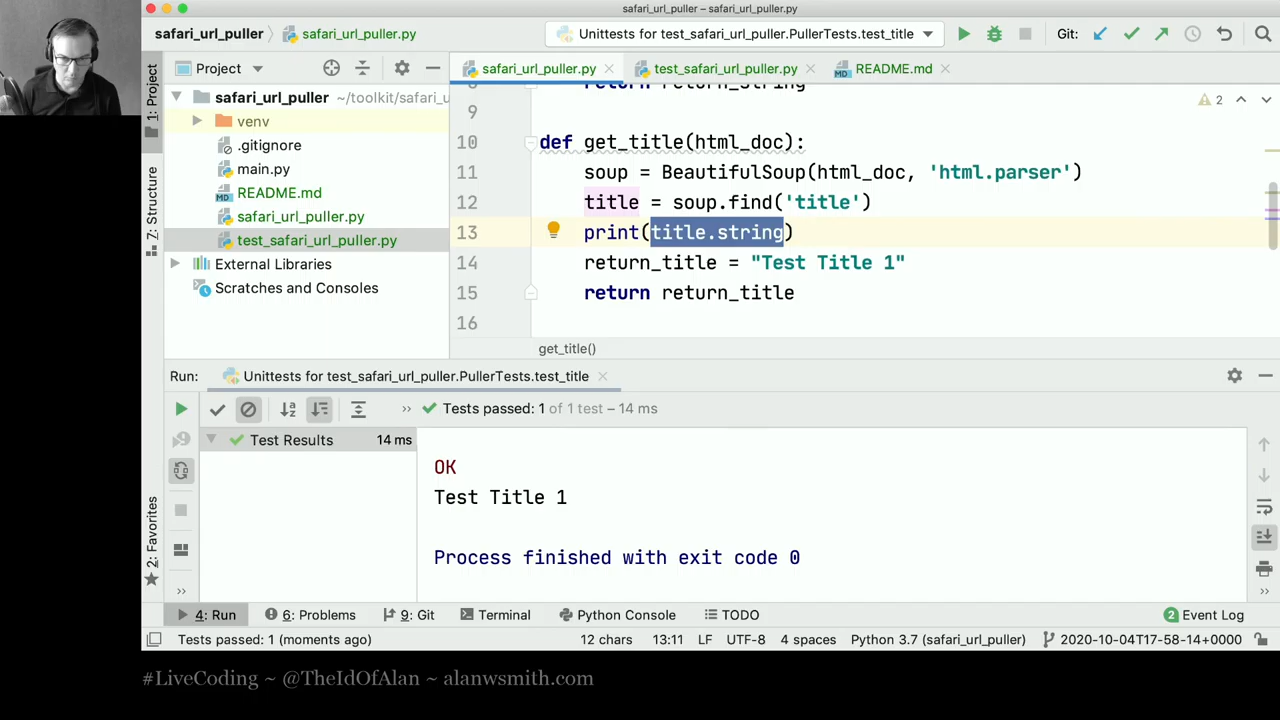 safari_url_puller – safari_url_puller.py
safari_url_puller
safari_url_puller.py
Unittests for test_safari_url_puller.PullerTests.test_title
Git:
1: Project
Project
safari_url_puller.py
test_safari_url_puller.py
README.md
safari_url_puller ~/toolkit/safari_u
venv
.gitignore
main.py
README.md
safari_url_puller.py
test_safari_url_puller.py
External Libraries
Scratches and Consoles
Z: Structure
2
8 return return_string
9
10 def get_title(html_doc):
11 soup = BeautifulSoup(html_doc, 'html.parser')
12 title = soup.find('title')
13 print(title.string)
14 return_title = "Test Title 1"
15 return return_title
16
get_title()
Run: Unittests for test_safari_url_puller.PullerTests.test_title
Tests passed: 1 of 1 test – 14 ms
Test Results 14 ms
OK
Test Title 1
Process finished with exit code 0
2: Favorites
4: Run
6: Problems
9: Git
Terminal
Python Console
TODO
2 Event Log
Tests passed: 1 (moments ago)
12 chars 13:11 LF UTF-8 4 spaces Python 3.7 (safari_url_puller) 2020-10-04T17-58-14+0000
#LiveCoding ~ @TheIdOfAlan ~ alanwsmith.com